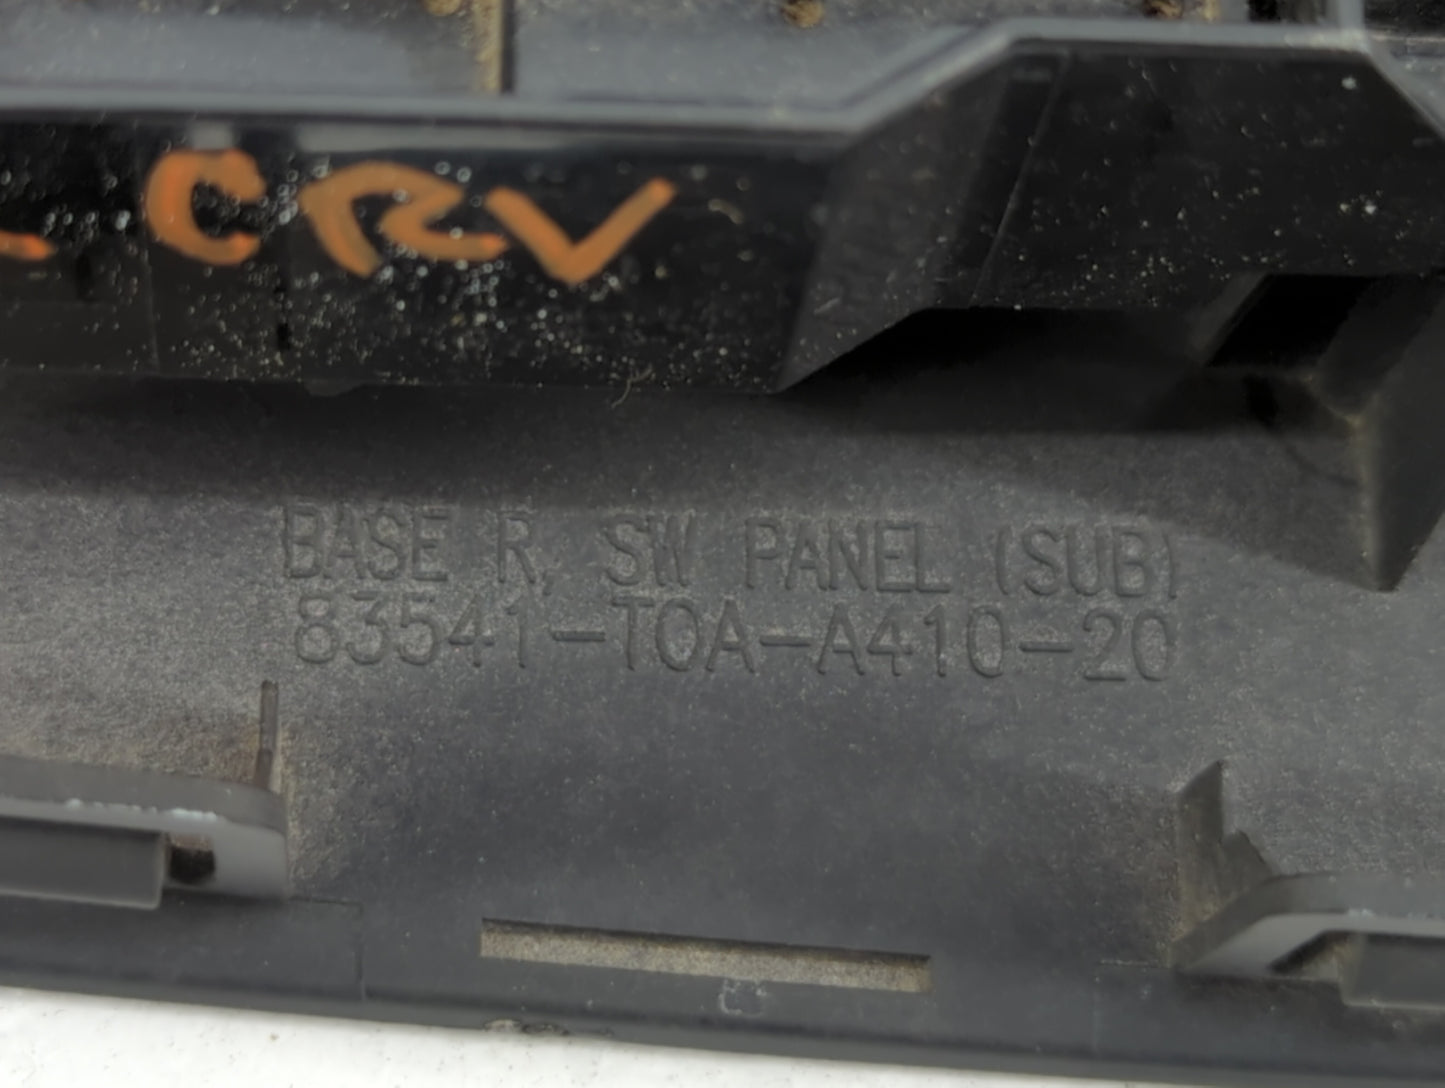 CRV
BASE R, SW PANEL (SUB)
83541-T0A-A410-20